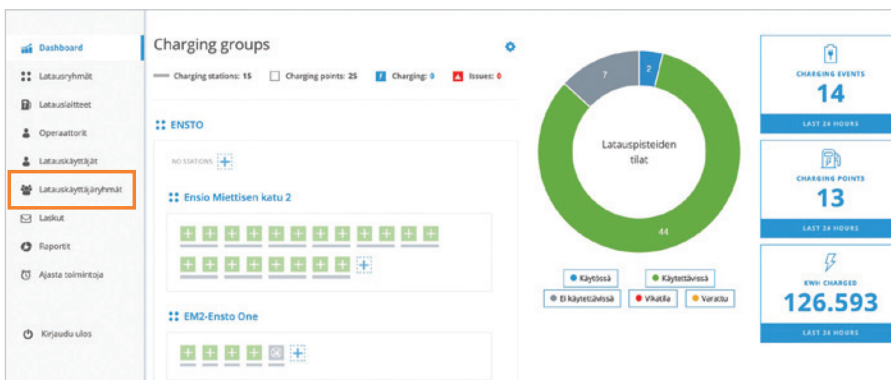 Dashboard
Latausryhmät
Latauslaitteet
Operaattorit
Latauskäyttäjät
Latauskäyttäjäryhmät
Laskut
Raportit
Ajasta toimintoja
Kirjaudu ulos
Charging groups
Charging stations: 15 Charging points: 25 Charging: 0 Issues: 0
ENSTO
NO STATIONS
Ensio Miettisen katu 2
EM2-Ensto One
7
2
Latauspisteiden
tilat
44
Käytössä Käytettävissä
Ei käytettävissä Vikatila Varattu
CHARGING EVENTS
14
LAST 24 HOURS
CHARGING POINTS
13
LAST 24 HOURS
KWH CHARGED
126.593
LAST 24 HOURS